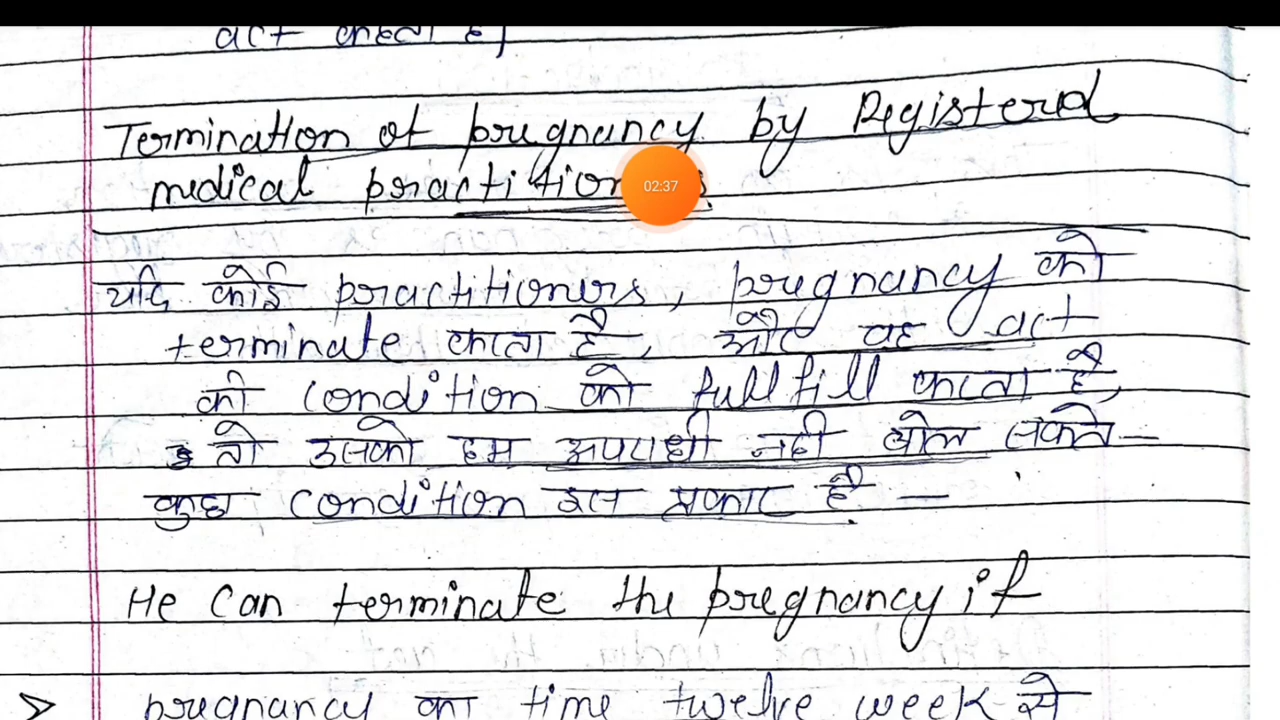 act कहता है।
Termination of pregnancy by Registered
medical practitioners.
02:37
यदि कोई practitioners, pregnancy को
terminate करता है, और वह act
की condition को fullfill करता है,
तो उसको हम अपराधी नही बोल सकते —
कुछ condition इस प्रकार है —
He can terminate the pregnancy if
> pregnancy का time twelve week से